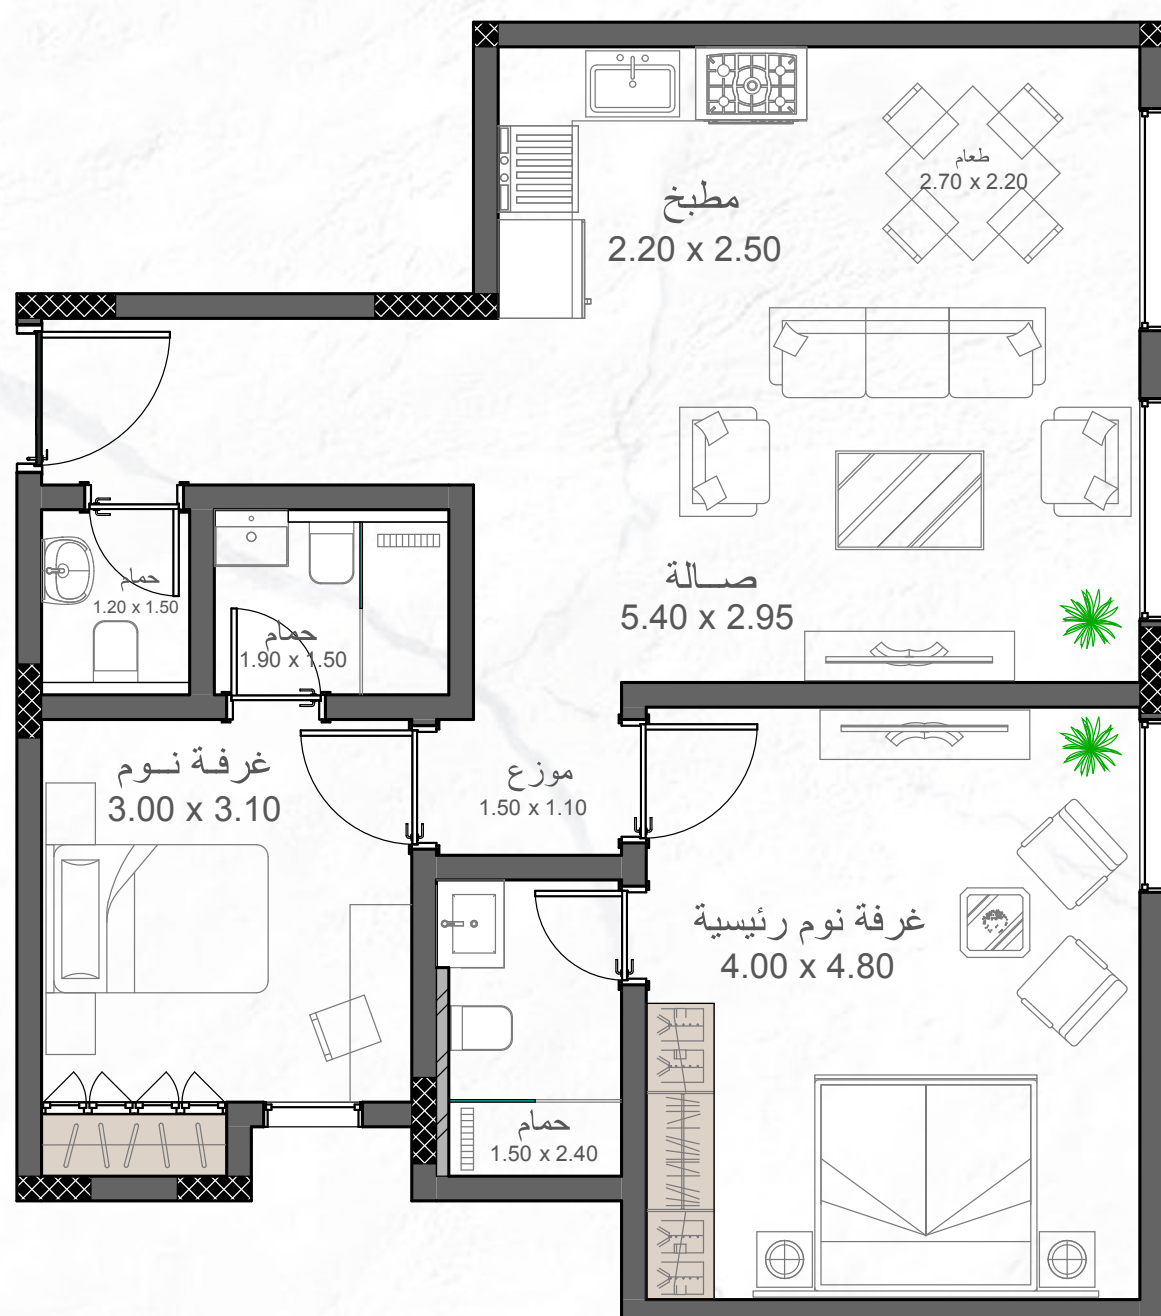 طعام
2.70 x 2.20
مطبخ
2.20 x 2.50
صـــالة
5.40 x 2.95
حمام
1.20 x 1.50
حمام
1.90 x 1.50
غرفـة نــوم
3.00 x 3.10
موزع
1.50 x 1.10
غرفة نوم رئيسية
4.00 x 4.80
حمام
1.50 x 2.40